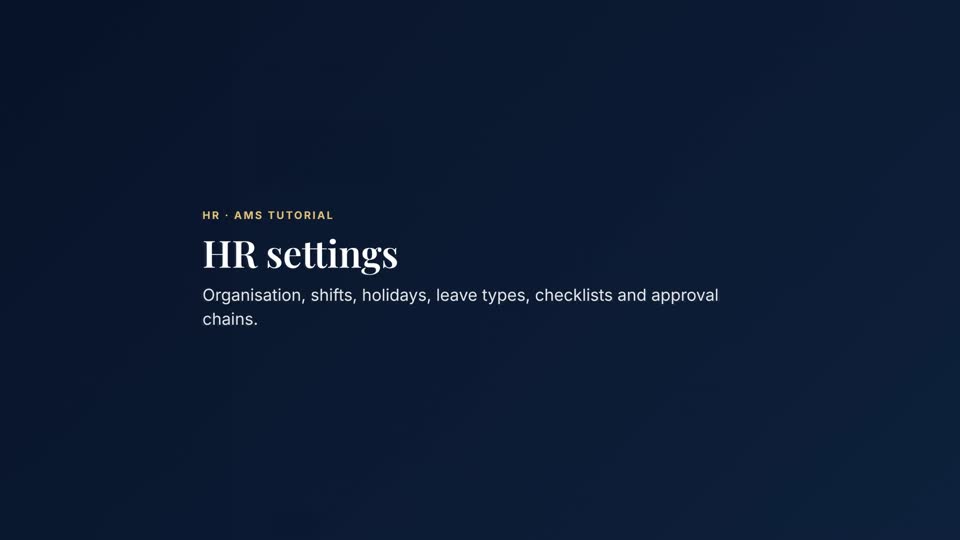 HR · AMS TUTORIAL
HR settings
Organisation, shifts, holidays, leave types, checklists and approval
chains.